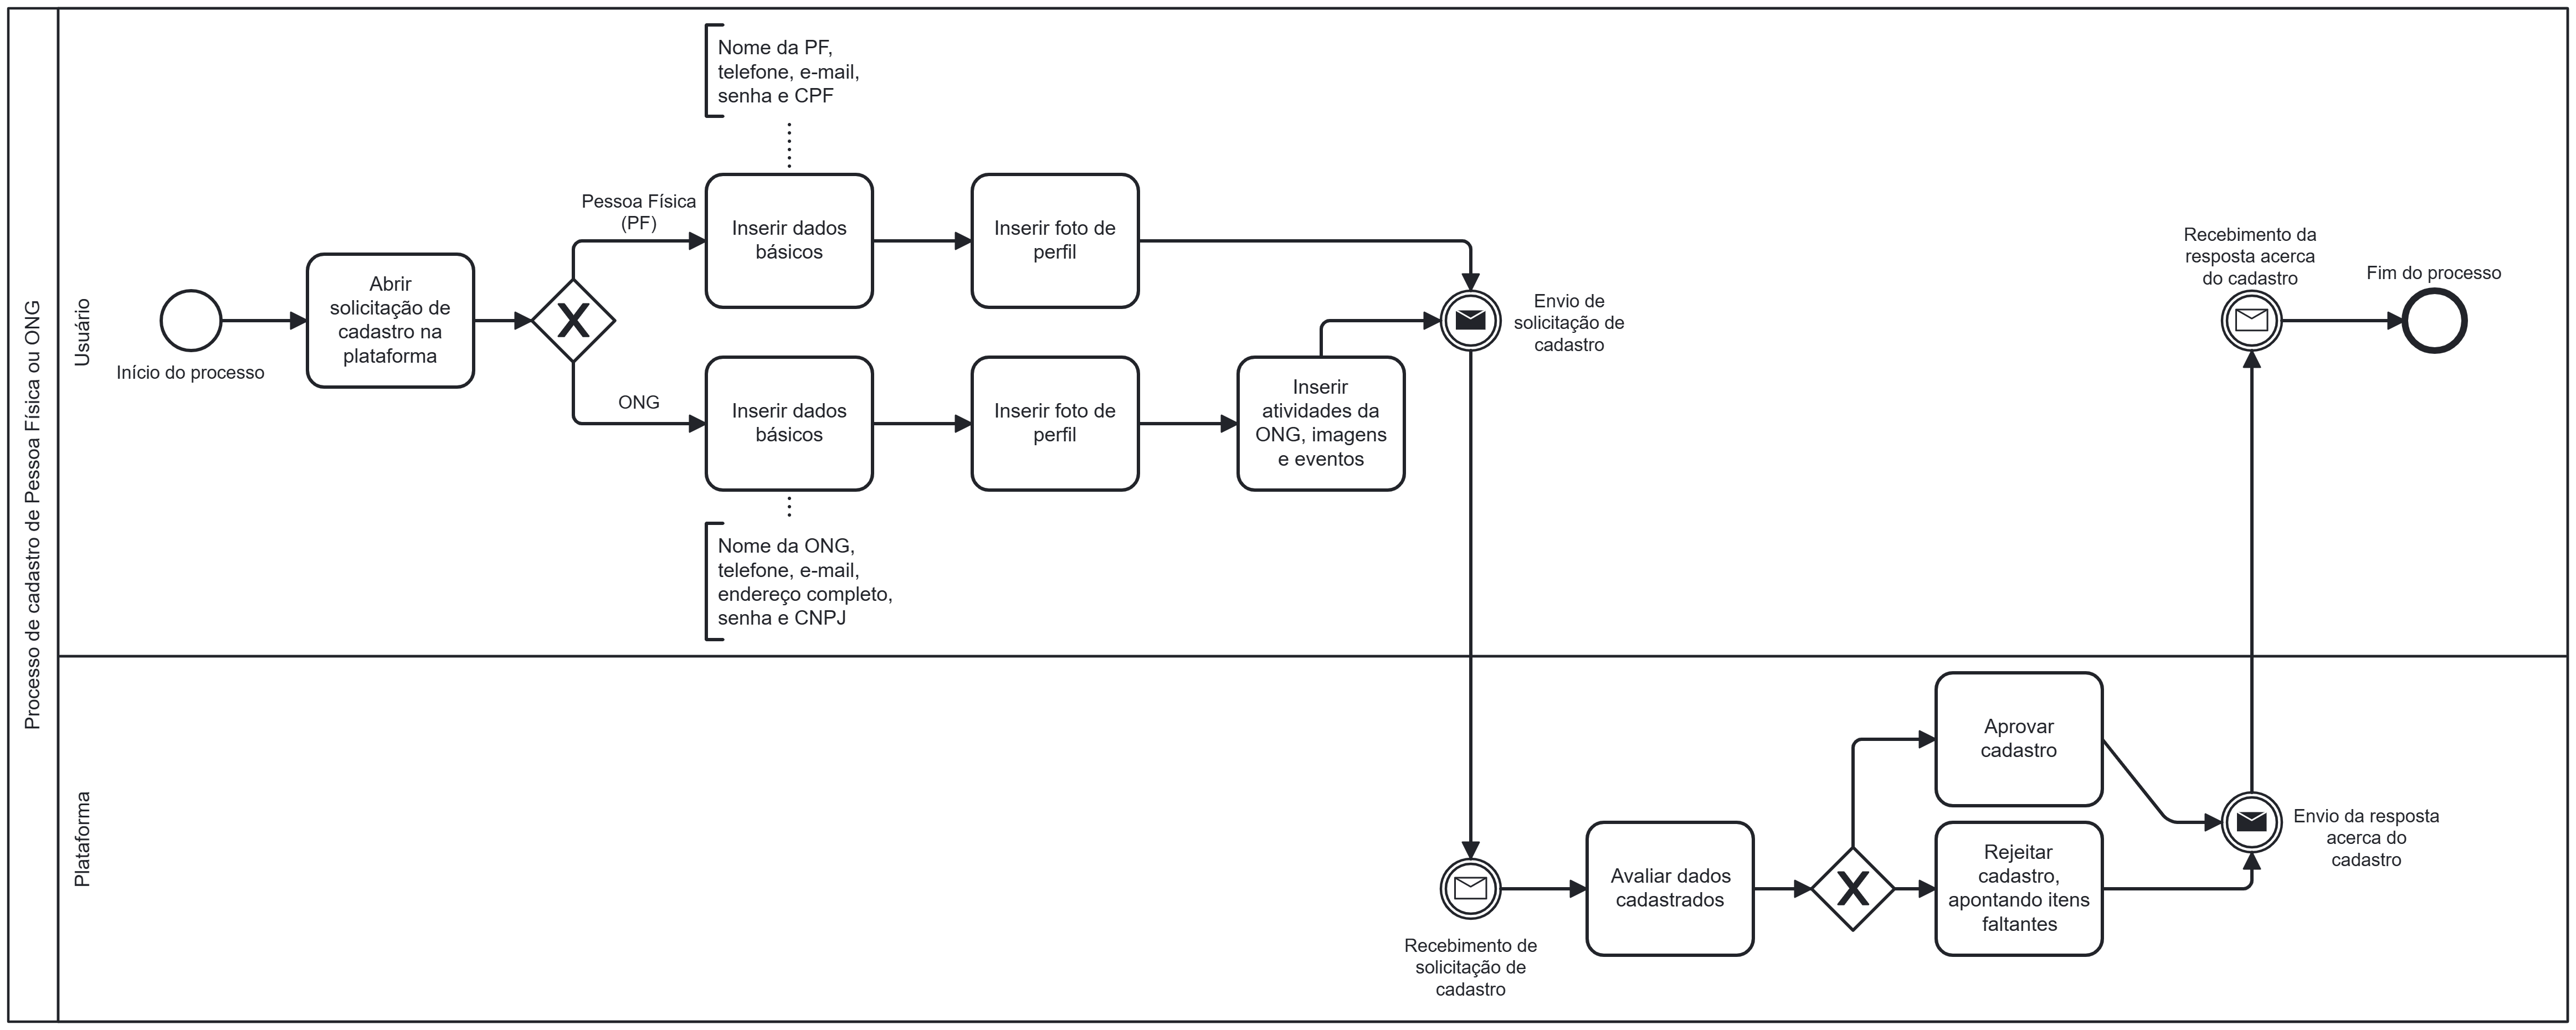 Processo de cadastro de Pessoa Física ou ONG
Usuário
Início do processo
Abrir
solicitação de
cadastro na
plataforma
Pessoa Física
(PF)
ONG
Nome da PF,
telefone, e-mail,
senha e CPF
Inserir dados
básicos
Inserir foto de
perfil
Inserir dados
básicos
Nome da ONG,
telefone, e-mail,
endereço completo,
senha e CNPJ
Inserir foto de
perfil
Inserir
atividades da
ONG, imagens
e eventos
Envio de
solicitação de
cadastro
Recebimento da
resposta acerca
do cadastro
Fim do processo
Plataforma
Recebimento de
solicitação de
cadastro
Avaliar dados
cadastrados
Aprovar
cadastro
Rejeitar
cadastro,
apontando itens
faltantes
Envio da resposta
acerca do
cadastro